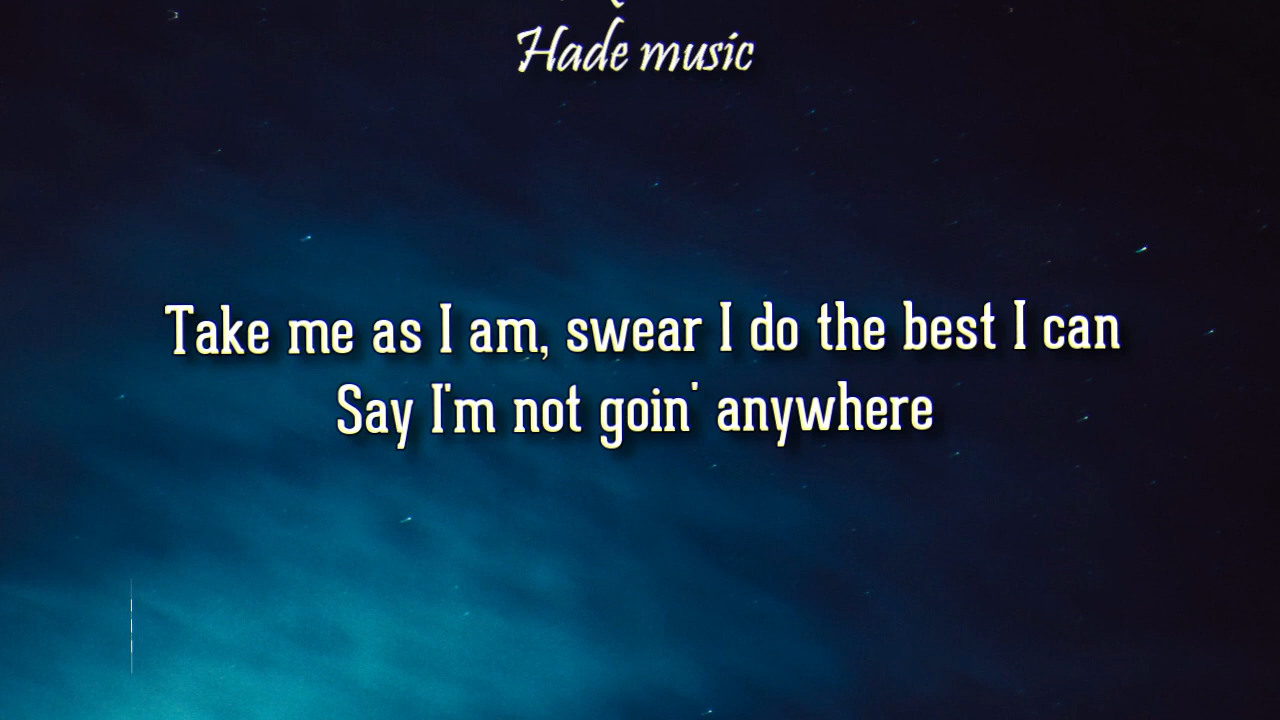 Hade music
Take me as I am, swear I do the best I can
Say I'm not goin' anywhere